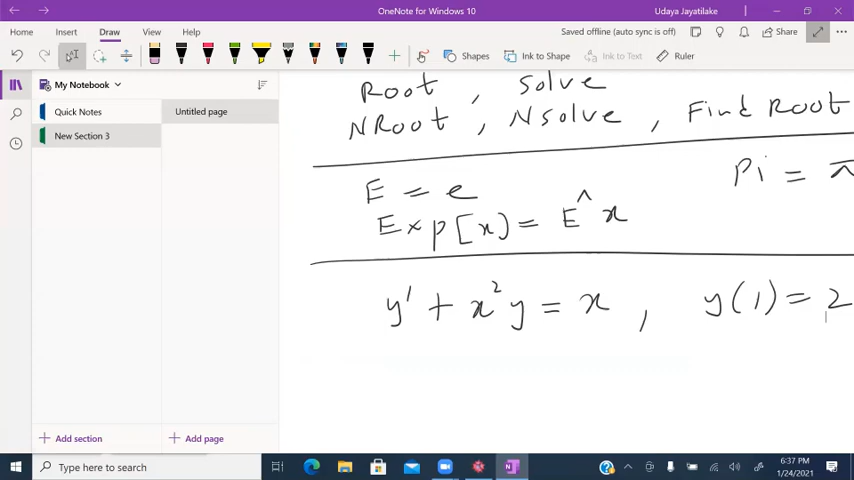 OneNote for Windows 10
Udaya Jayatilake
File Home Insert Draw View Help
Saved offline (auto sync is off) Share
Shapes Ink to Shape Ink to Text Ruler
My Notebook
Quick Notes
New Section 3
Untitled page
Root , Solve
NRoot , Nsolve , Find Root
E = e
Pi = π
Exp[x] = E^x
y' + x²y = x , y(1) = 2
+ Add section
+ Add page
Type here to search
6:37 PM
1/24/2021